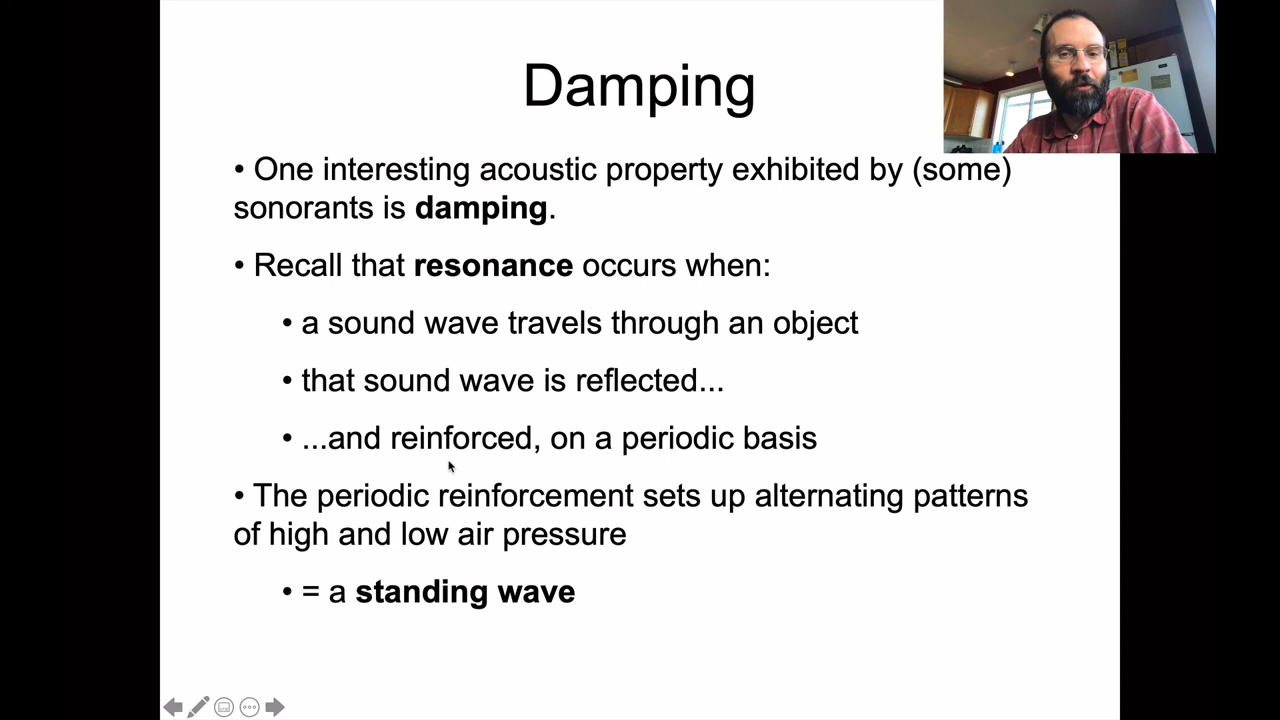 Damping
• One interesting acoustic property exhibited by (some)
sonorants is damping.
• Recall that resonance occurs when:
• a sound wave travels through an object
• that sound wave is reflected...
• ...and reinforced, on a periodic basis
• The periodic reinforcement sets up alternating patterns
of high and low air pressure
• = a standing wave